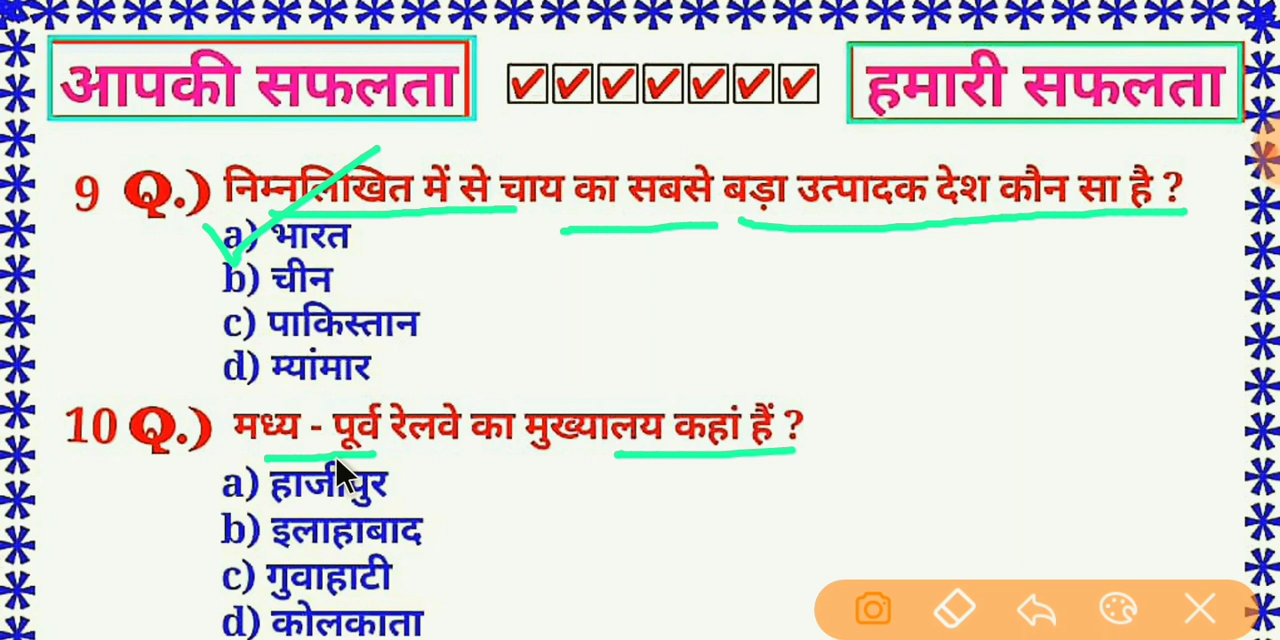 आपकी सफलता हमारी सफलता
9 Q.) निम्नलिखित में से चाय का सबसे बड़ा उत्पादक देश कौन सा है ?
a) भारत
b) चीन
c) पाकिस्तान
d) म्यांमार
10 Q.) मध्य - पूर्व रेलवे का मुख्यालय कहां हैं ?
a) हाजीपुर
b) इलाहाबाद
c) गुवाहाटी
d) कोलकाता